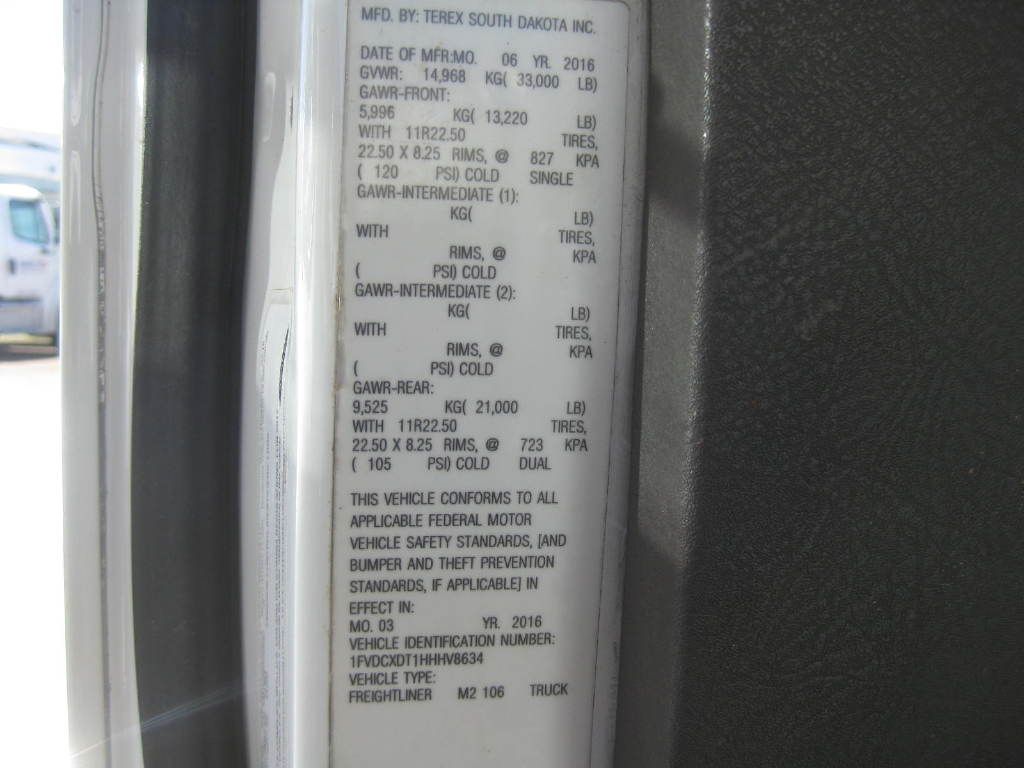 MFD. BY: TEREX SOUTH DAKOTA INC.
DATE OF MFR:MO. 06 YR. 2016
GVWR: 14,968 KG( 33,000 LB)
GAWR-FRONT:
5,996 KG( 13,220 LB)
WITH 11R22.50 TIRES,
22.50 X 8.25 RIMS, @ 827 KPA
( 120 PSI) COLD SINGLE
GAWR-INTERMEDIATE (1):
KG( LB)
WITH TIRES,
RIMS, @ KPA
( PSI) COLD
GAWR-INTERMEDIATE (2):
KG( LB)
WITH TIRES,
RIMS, @ KPA
( PSI) COLD
GAWR-REAR:
9,525 KG( 21,000 LB)
WITH 11R22.50 TIRES,
22.50 X 8.25 RIMS, @ 723 KPA
( 105 PSI) COLD DUAL
THIS VEHICLE CONFORMS TO ALL
APPLICABLE FEDERAL MOTOR
VEHICLE SAFETY STANDARDS, [AND
BUMPER AND THEFT PREVENTION
STANDARDS, IF APPLICABLE] IN
EFFECT IN:
MO. 03 YR. 2016
VEHICLE IDENTIFICATION NUMBER:
1FVDCXDT1HHHV8634
VEHICLE TYPE:
FREIGHTLINER M2 106 TRUCK